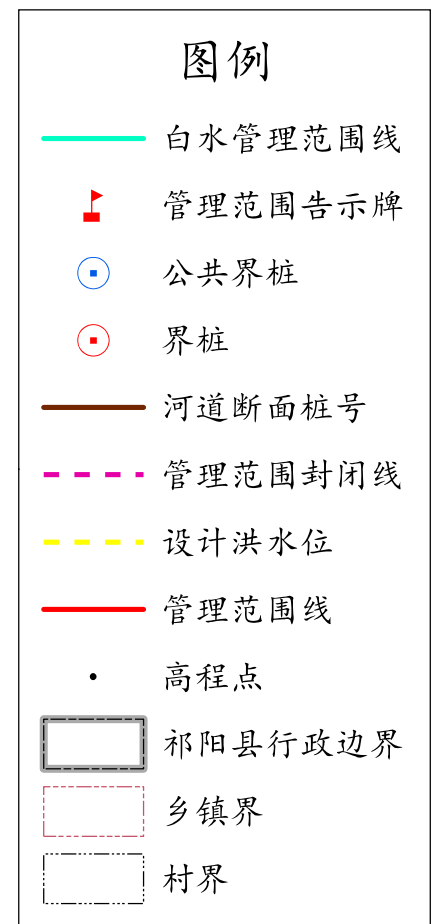 图例
白水管理范围线
管理范围告示牌
公共界桩
界桩
河道断面桩号
管理范围封闭线
设计洪水位
管理范围线
高程点
祁阳县行政边界
乡镇界
村界